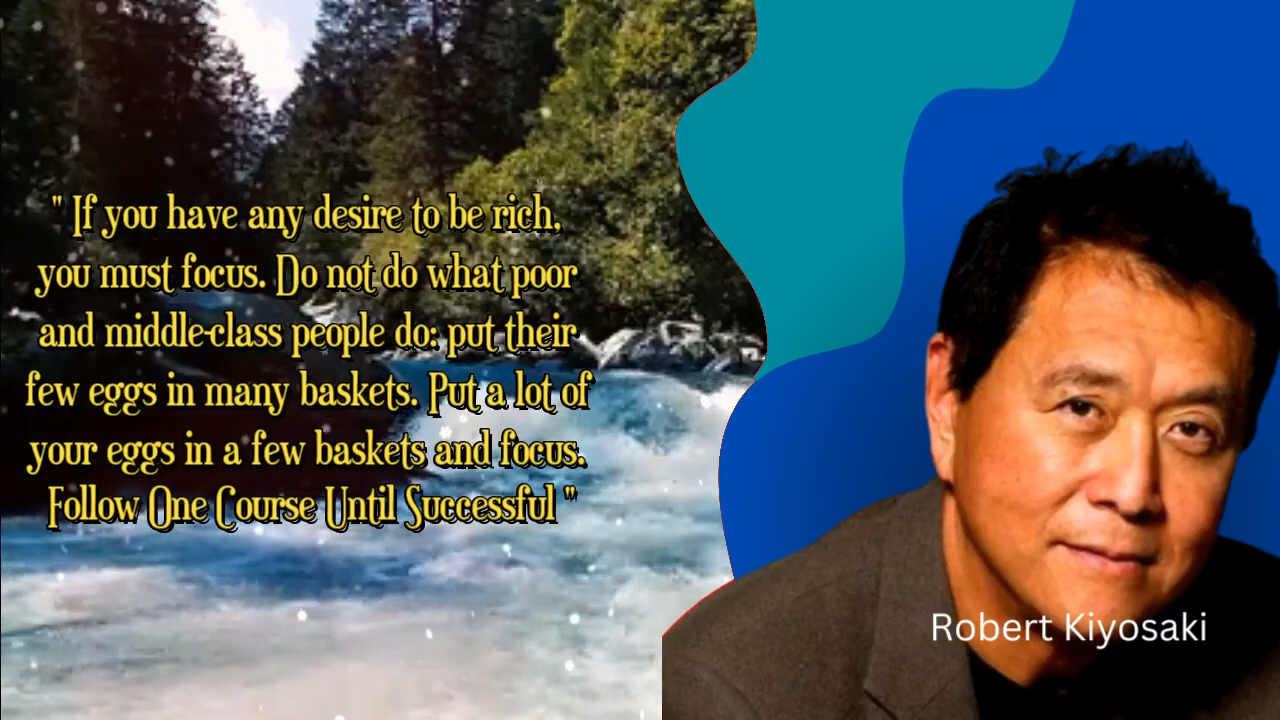 " If you have any desire to be rich,
you must focus. Do not do what poor
and middle-class people do: put their
few eggs in many baskets. Put a lot of
your eggs in a few baskets and focus.
Follow One Course Until Successful "
Robert Kiyosaki